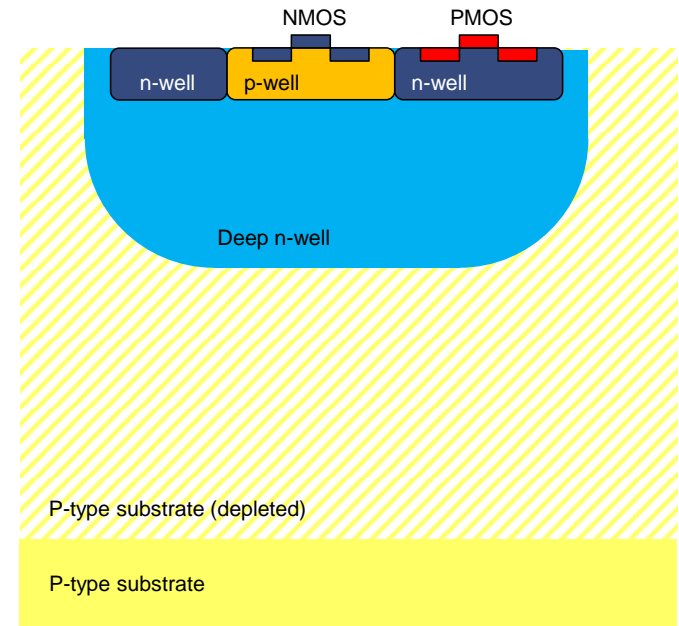 NMOS PMOS
n-well p-well n-well
Deep n-well
P-type substrate (depleted)
P-type substrate